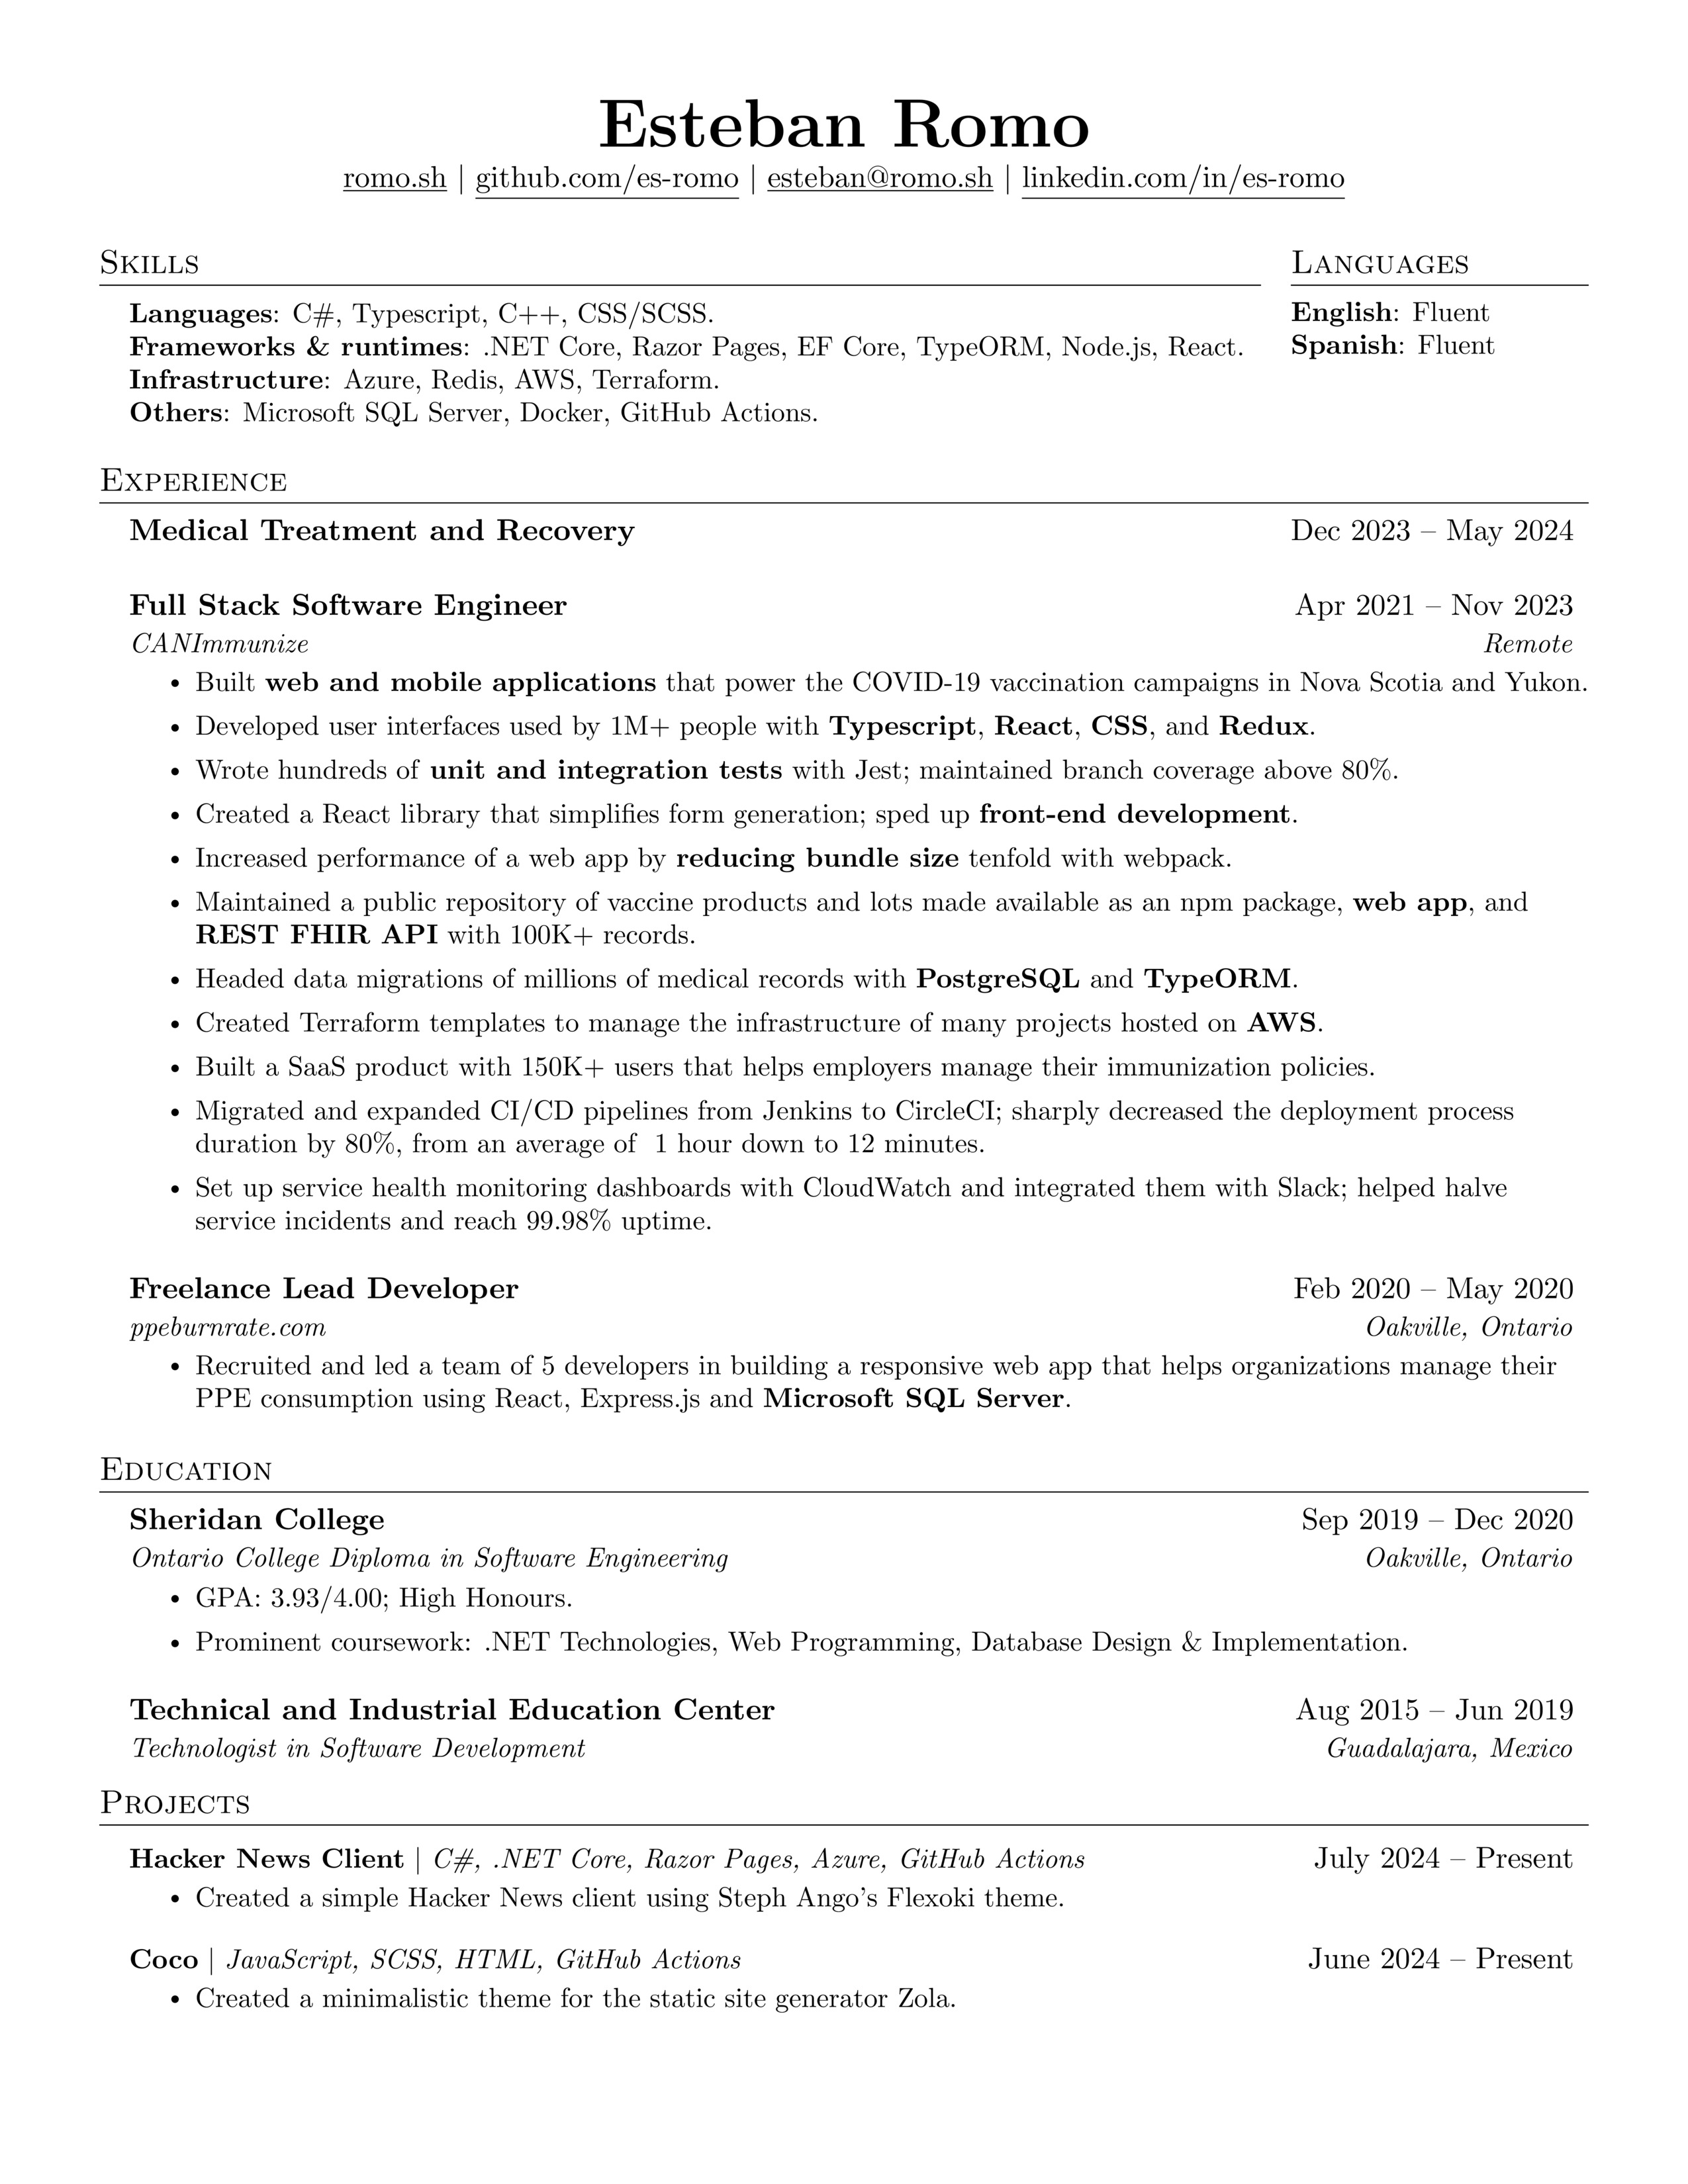 Esteban Romo
romo.sh | github.com/es-romo | esteban@romo.sh | linkedin.com/in/es-romo
Skills
Languages: C#, Typescript, C++, CSS/SCSS.
Frameworks & runtimes: .NET Core, Razor Pages, EF Core, TypeORM, Node.js, React.
Infrastructure: Azure, Redis, AWS, Terraform.
Others: Microsoft SQL Server, Docker, GitHub Actions.
Languages
English: Fluent
Spanish: Fluent
Experience
Medical Treatment and Recovery Dec 2023 – May 2024
Full Stack Software Engineer Apr 2021 – Nov 2023
CANImmunize Remote
• Built web and mobile applications that power the COVID-19 vaccination campaigns in Nova Scotia and Yukon.
• Developed user interfaces used by 1M+ people with Typescript, React, CSS, and Redux.
• Wrote hundreds of unit and integration tests with Jest; maintained branch coverage above 80%.
• Created a React library that simplifies form generation; sped up front-end development.
• Increased performance of a web app by reducing bundle size tenfold with webpack.
• Maintained a public repository of vaccine products and lots made available as an npm package, web app, and
REST FHIR API with 100K+ records.
• Headed data migrations of millions of medical records with PostgreSQL and TypeORM.
• Created Terraform templates to manage the infrastructure of many projects hosted on AWS.
• Built a SaaS product with 150K+ users that helps employers manage their immunization policies.
• Migrated and expanded CI/CD pipelines from Jenkins to CircleCI; sharply decreased the deployment process
duration by 80%, from an average of 1 hour down to 12 minutes.
• Set up service health monitoring dashboards with CloudWatch and integrated them with Slack; helped halve
service incidents and reach 99.98% uptime.
Freelance Lead Developer Feb 2020 – May 2020
ppeburnrate.com Oakville, Ontario
• Recruited and led a team of 5 developers in building a responsive web app that helps organizations manage their
PPE consumption using React, Express.js and Microsoft SQL Server.
Education
Sheridan College Sep 2019 – Dec 2020
Ontario College Diploma in Software Engineering Oakville, Ontario
• GPA: 3.93/4.00; High Honours.
• Prominent coursework: .NET Technologies, Web Programming, Database Design & Implementation.
Technical and Industrial Education Center Aug 2015 – Jun 2019
Technologist in Software Development Guadalajara, Mexico
Projects
Hacker News Client | C#, .NET Core, Razor Pages, Azure, GitHub Actions July 2024 – Present
• Created a simple Hacker News client using Steph Ango's Flexoki theme.
Coco | JavaScript, SCSS, HTML, GitHub Actions June 2024 – Present
• Created a minimalistic theme for the static site generator Zola.